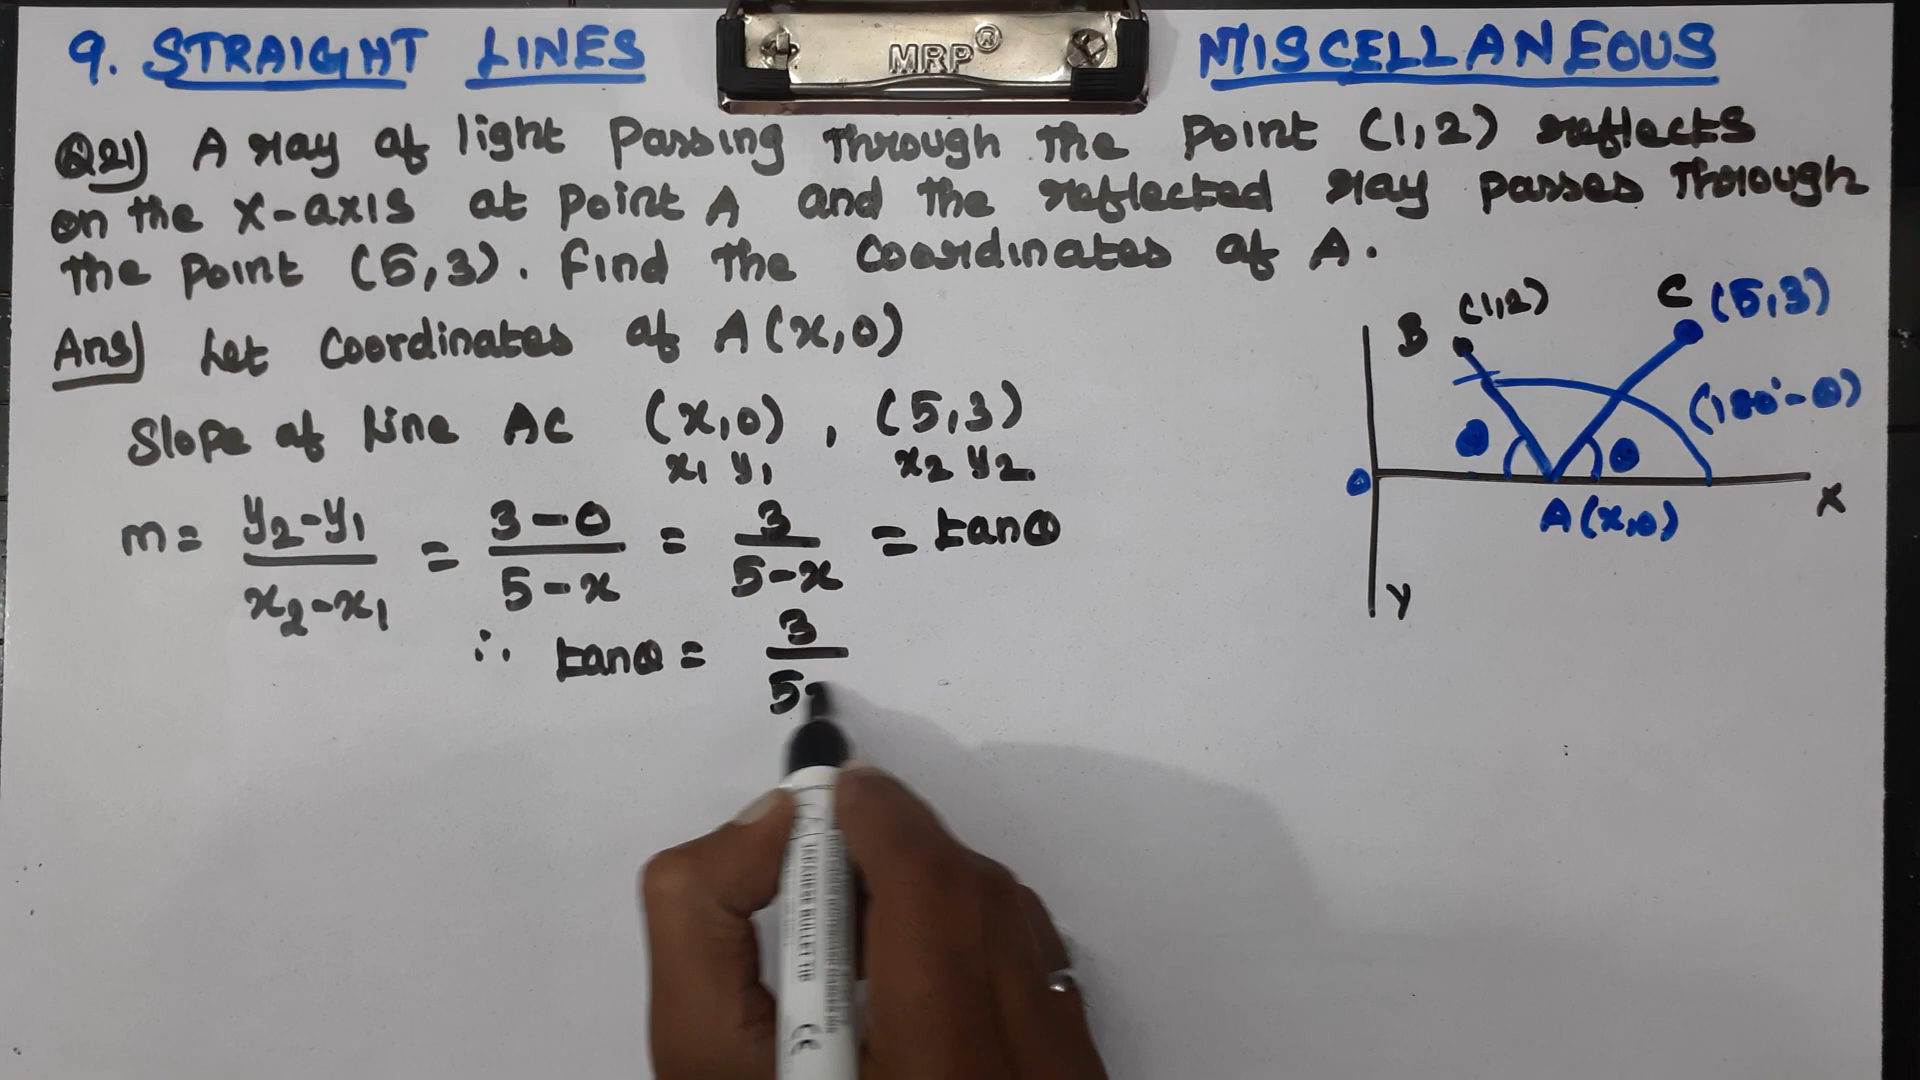 9. STRAIGHT LINES
MRP®
MISCELLANEOUS
Q21) A ray of light passing through the point (1,2) reflects
on the x-axis at point A and the reflected ray passes through
the point (5,3). Find the coordinates of A.
Ans) Let Coordinates of A(x,0)
Slope of Line AC (x,0) , (5,3)
x1 y1 x2 y2
m = y2-y1 / x2-x1 = 3-0 / 5-x = 3 / 5-x = tanθ
∴ tanθ = 3 / 5-
B (1,2) C (5,3)
(180°-θ)
θ θ
0 A(x,0) X
Y
CE